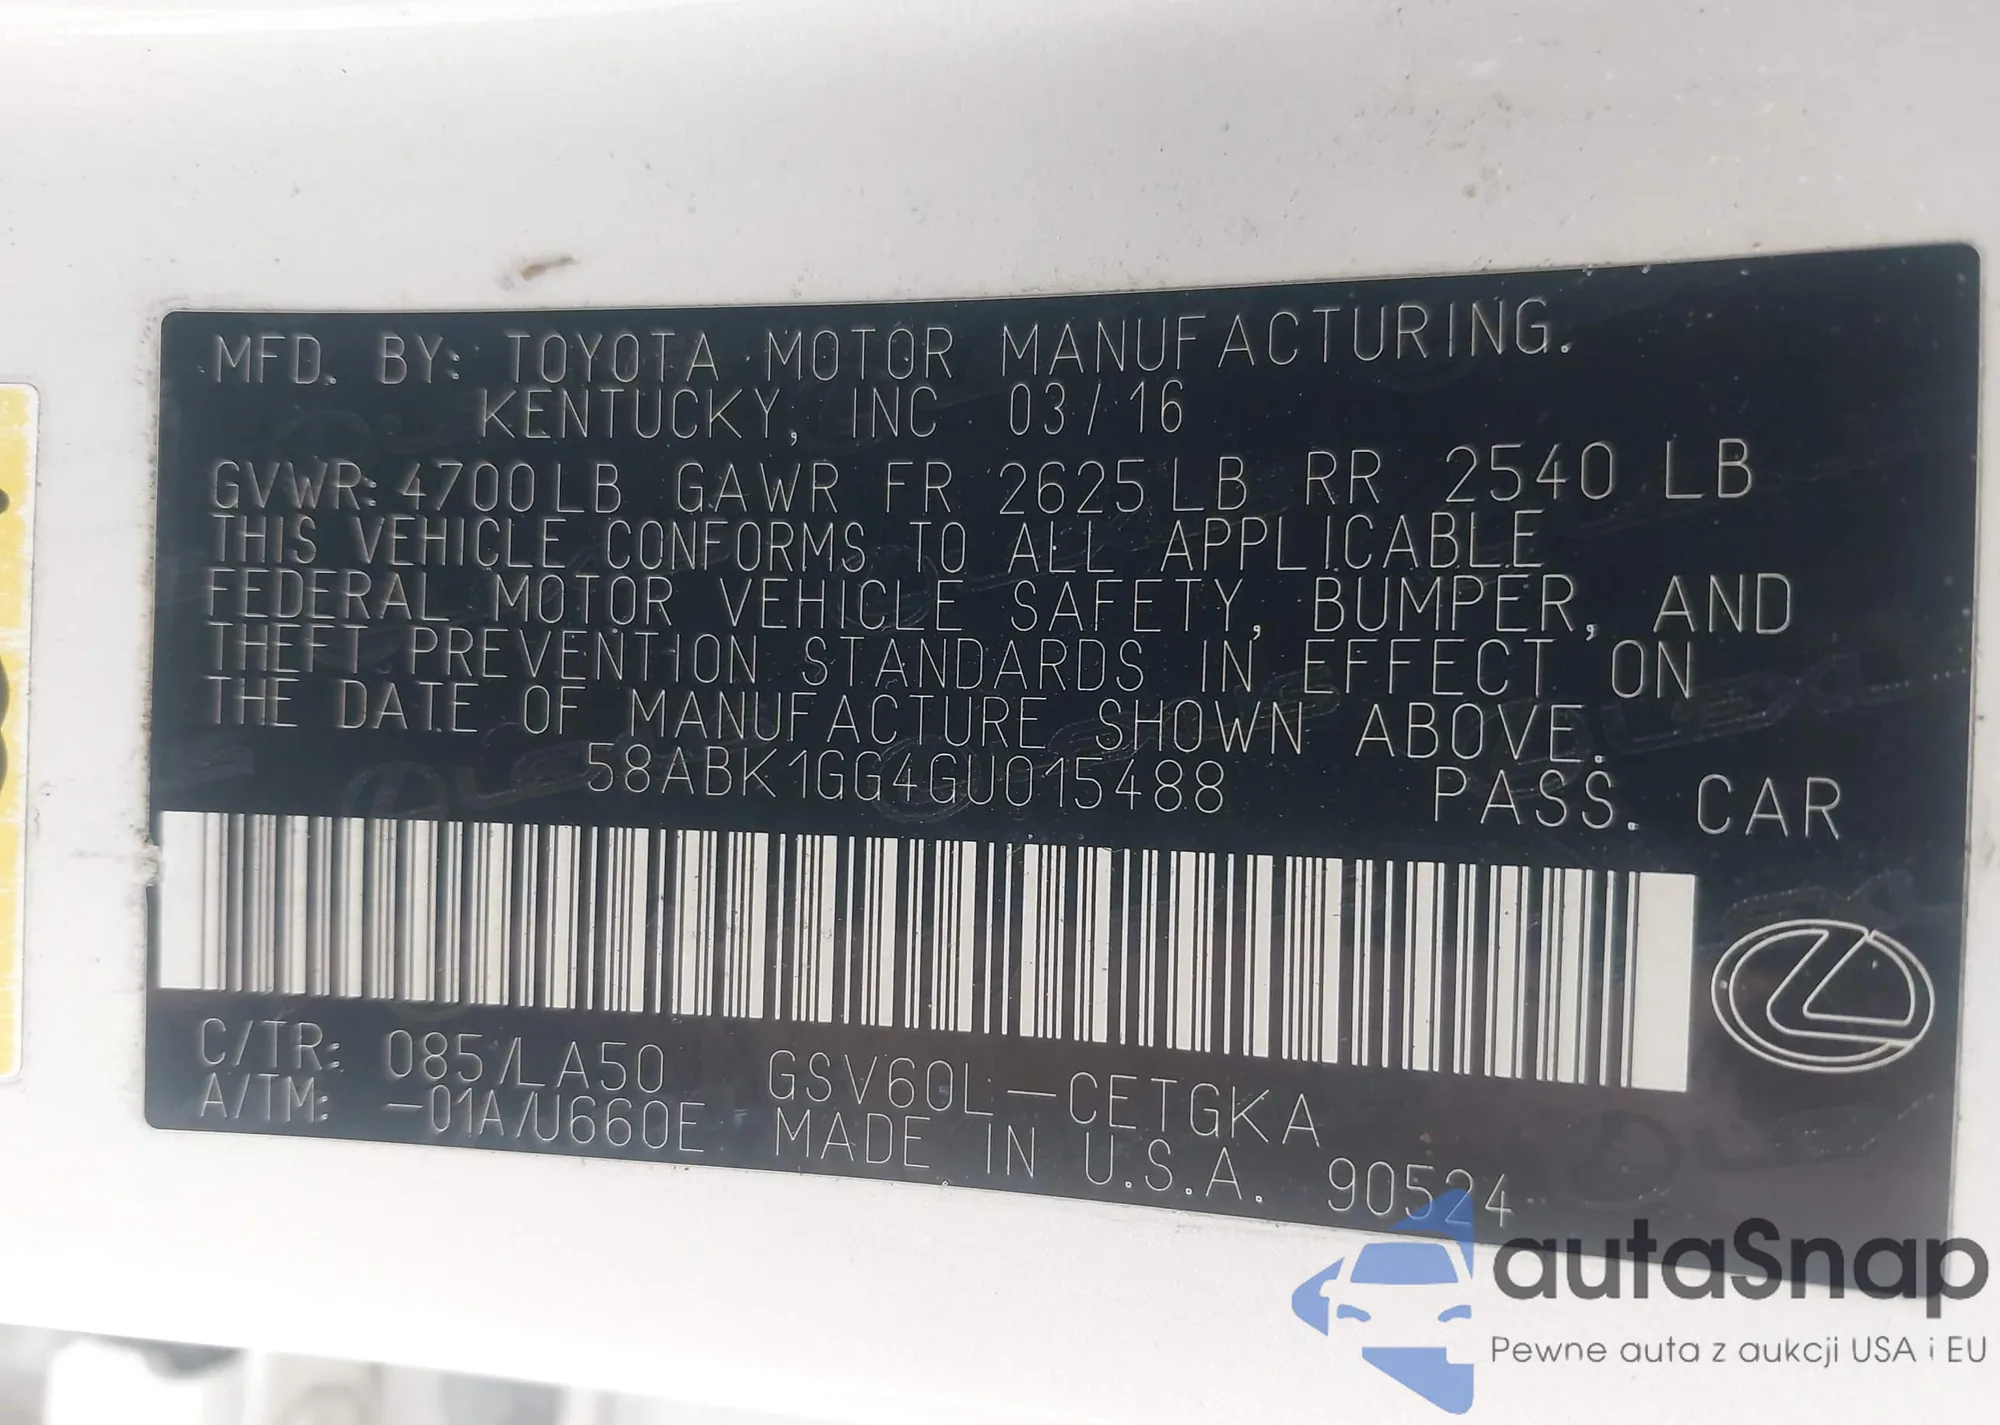 MFD. BY: TOYOTA MOTOR MANUFACTURING.
KENTUCKY, INC 03/16
GVWR: 4700LB GAWR FR 2625LB RR 2540 LB
THIS VEHICLE CONFORMS TO ALL APPLICABLE
FEDERAL MOTOR VEHICLE SAFETY, BUMPER, AND
THEFT PREVENTION STANDARDS IN EFFECT ON
THE DATE OF MANUFACTURE SHOWN ABOVE.
58ABK1GG4GU015488 PASS. CAR
C/TR: 085/LA50 GSV60L-CETGKA
A/TM: -01A/U660E MADE IN U.S.A. 90524
autaSnap
Pewne auta z aukcji USA i EU